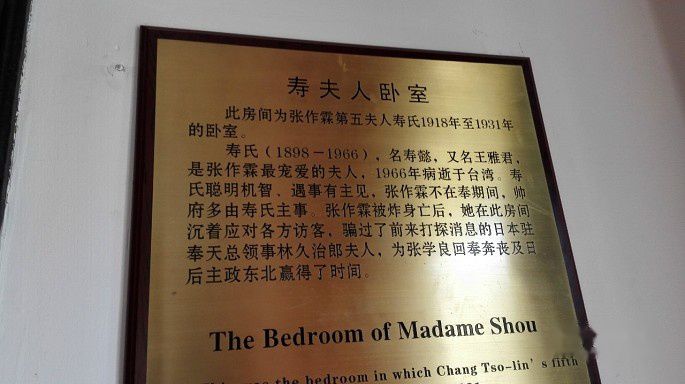 寿夫人卧室
此房间为张作霖第五夫人寿氏1918年至1931年
的卧室。
寿氏（1898－1966），名寿懿，又名王雅君，
是张作霖最宠爱的夫人，1966年病逝于台湾。寿
氏聪明机智、遇事有主见，张作霖不在奉期间，帅
府多由寿氏主事。张作霖被炸身亡后，她在此房间
沉着应对各方访客，骗过了前来打探消息的日本驻
奉天总领事林久治郎夫人，为张学良回奉奔丧及日
后主政东北赢得了时间。
The Bedroom of Madame Shou
the bedroom in which Chang Tso-lin's fifth